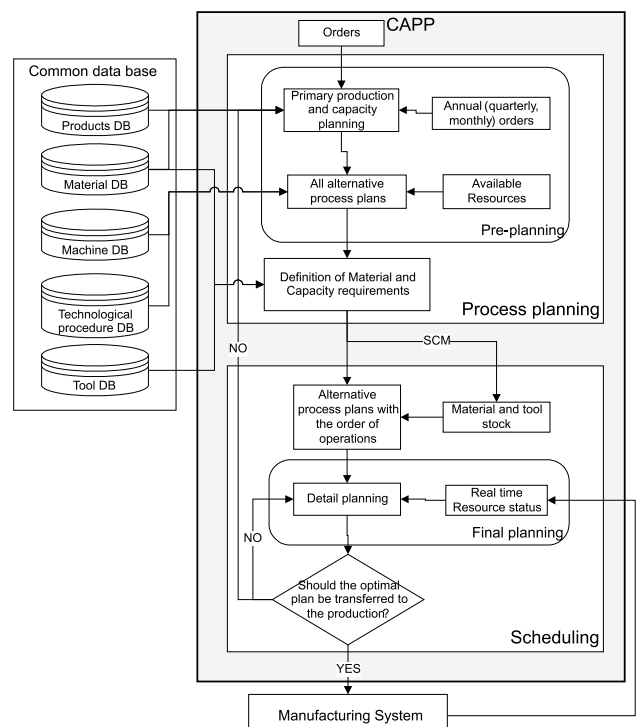 CAPP
Orders
Common data base
Products DB
Material DB
Machine DB
Technological
procedure DB
Tool DB
Primary production
and capacity
planning
Annual (quarterly,
monthly) orders
All alternative
process plans
Available
Resources
Pre-planning
Definition of Material and
Capacity requirements
Process planning
NO
SCM
Alternative
process plans with
the order of
operations
Material and tool
stock
Detail planning
Real time
Resource status
NO
Final planning
Should the optimal
plan be transferred to
the production?
Scheduling
YES
Manufacturing System